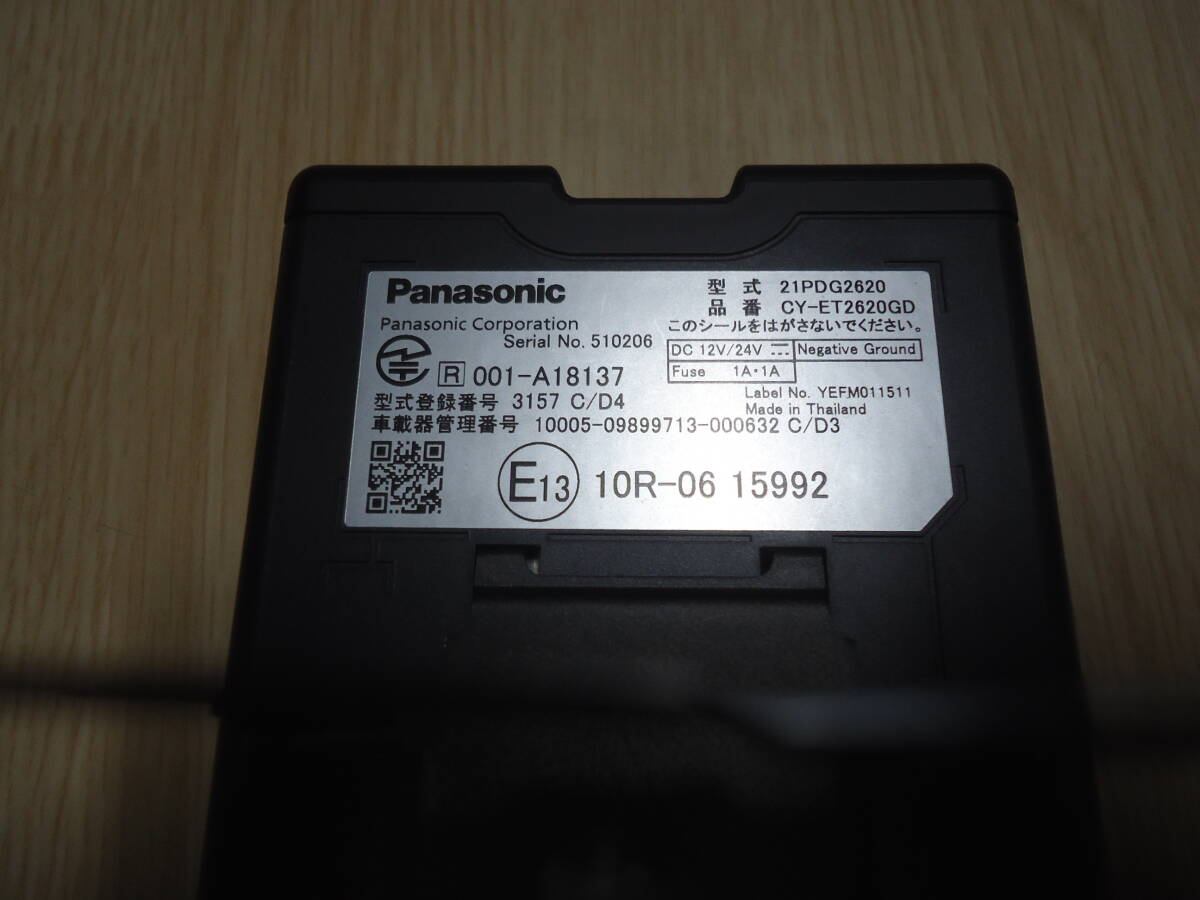 Panasonic
型 式 21PDG2620
品 番 CY-ET2620GD
Panasonic Corporation
このシールをはがさないでください。
Serial No. 510206
DC 12V/24V ⎓ Negative Ground
Fuse 1A・1A
R 001-A18137
Label No. YEFM011511
Made in Thailand
型式登録番号 3157 C/D4
車載器管理番号 10005-09899713-000632 C/D3
E13 10R-06 15992